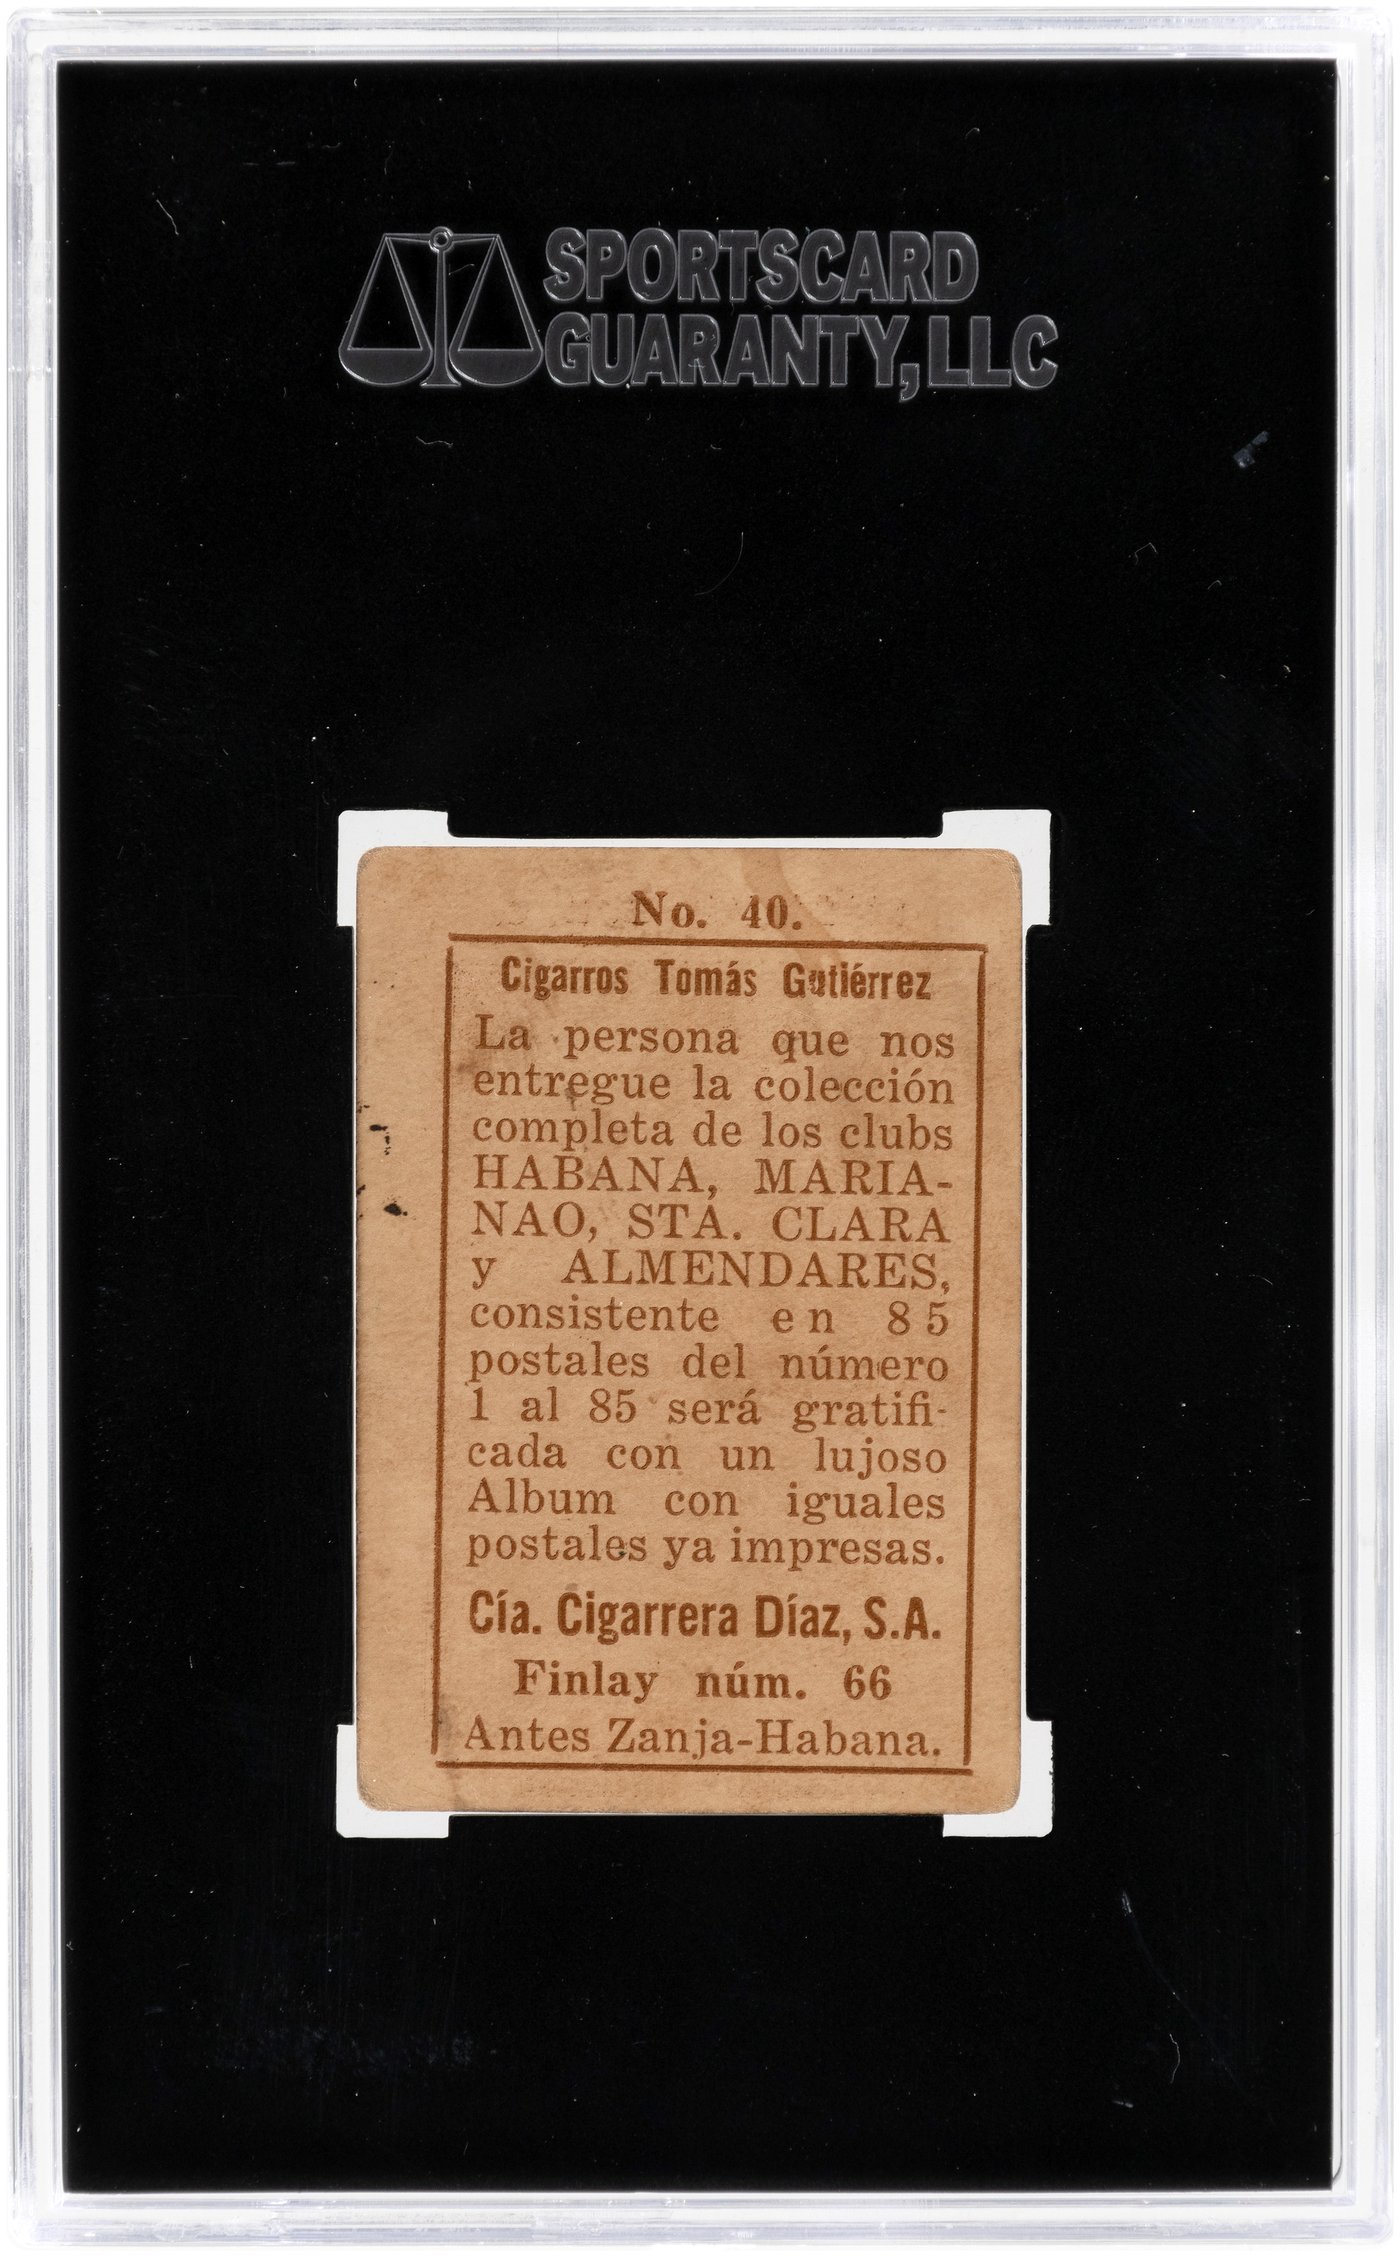 SPORTSCARD
GUARANTY, LLC
No. 40.
Cigarros Tomás Gutiérrez
La persona que nos
entregue la colección
completa de los clubs
HABANA, MARIA-
NAO, STA. CLARA
y ALMENDARES,
consistente en 85
postales del número
1 al 85 será gratifi-
cada con un lujoso
Album con iguales
postales ya impresas.
Cía. Cigarrera Díaz, S.A.
Finlay núm. 66
Antes Zanja-Habana.